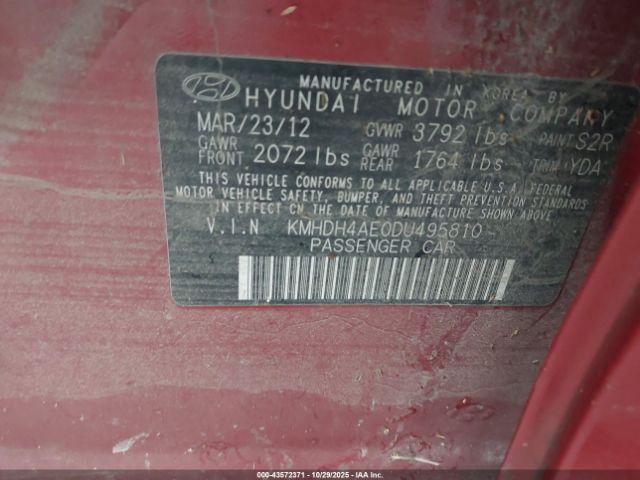 MANUFACTURED IN KOREA BY
HYUNDAI MOTOR COMPANY
MAR/23/12 GVWR 3792 lbs PAINT S2R
GAWR FRONT 2072 lbs GAWR REAR 1764 lbs TRIM YDA
THIS VEHICLE CONFORMS TO ALL APPLICABLE U.S.A. FEDERAL
MOTOR VEHICLE SAFETY, BUMPER, AND THEFT PREVENTION STANDARDS
IN EFFECT ON THE DATE OF MANUFACTURE SHOWN ABOVE.
V.I.N KMHDH4AE0DU495810
PASSENGER CAR
000-43572371 - 10/29/2025 - IAAI.com